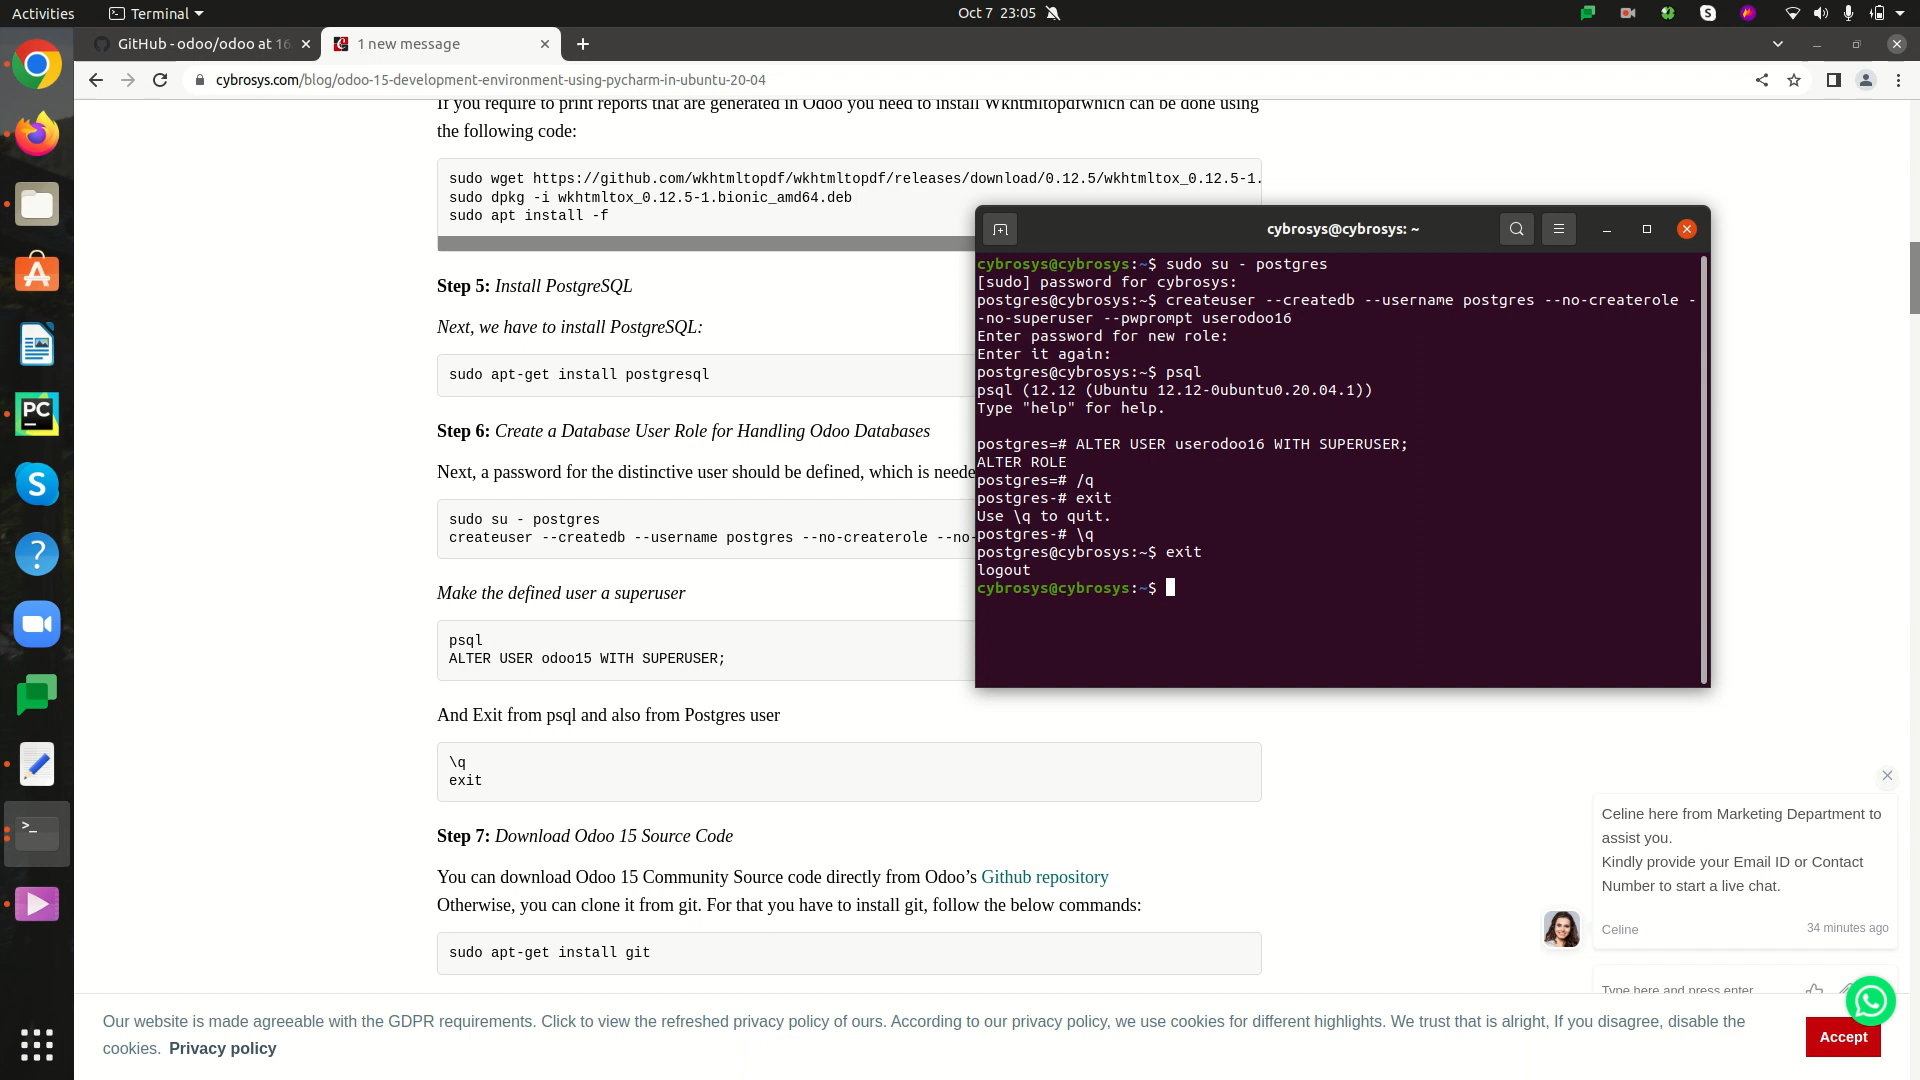 Activities
Terminal
Oct 7 23:05
GitHub - odoo/odoo at 16
1 new message
cybrosys.com/blog/odoo-15-development-environment-using-pycharm-in-ubuntu-20-04
If you require to print reports that are generated in Odoo you need to install Wkhtmltopdfwhich can be done using
the following code:
sudo wget https://github.com/wkhtmltopdf/wkhtmltopdf/releases/download/0.12.5/wkhtmltox_0.12.5-1.
sudo dpkg -i wkhtmltox_0.12.5-1.bionic_amd64.deb
sudo apt install -f
Step 5: Install PostgreSQL
Next, we have to install PostgreSQL:
sudo apt-get install postgresql
Step 6: Create a Database User Role for Handling Odoo Databases
Next, a password for the distinctive user should be defined, which is neede
sudo su - postgres
createuser --createdb --username postgres --no-createrole --no-
Make the defined user a superuser
psql
ALTER USER odoo15 WITH SUPERUSER;
And Exit from psql and also from Postgres user
\q
exit
Step 7: Download Odoo 15 Source Code
You can download Odoo 15 Community Source code directly from Odoo’s Github repository
Otherwise, you can clone it from git. For that you have to install git, follow the below commands:
sudo apt-get install git
cybrosys@cybrosys: ~
cybrosys@cybrosys:~$ sudo su - postgres
[sudo] password for cybrosys:
postgres@cybrosys:~$ createuser --createdb --username postgres --no-createrole -
-no-superuser --pwprompt userodoo16
Enter password for new role:
Enter it again:
postgres@cybrosys:~$ psql
psql (12.12 (Ubuntu 12.12-0ubuntu0.20.04.1))
Type "help" for help.
postgres=# ALTER USER userodoo16 WITH SUPERUSER;
ALTER ROLE
postgres=# /q
postgres-# exit
Use \q to quit.
postgres-# \q
postgres@cybrosys:~$ exit
logout
cybrosys@cybrosys:~$
Celine here from Marketing Department to
assist you.
Kindly provide your Email ID or Contact
Number to start a live chat.
Celine
34 minutes ago
Type here and press enter
Our website is made agreeable with the GDPR requirements. Click to view the refreshed privacy policy of ours. According to our privacy policy, we use cookies for different highlights. We trust that is alright, If you disagree, disable the
cookies. Privacy policy
Accept
PC
S
?
>_